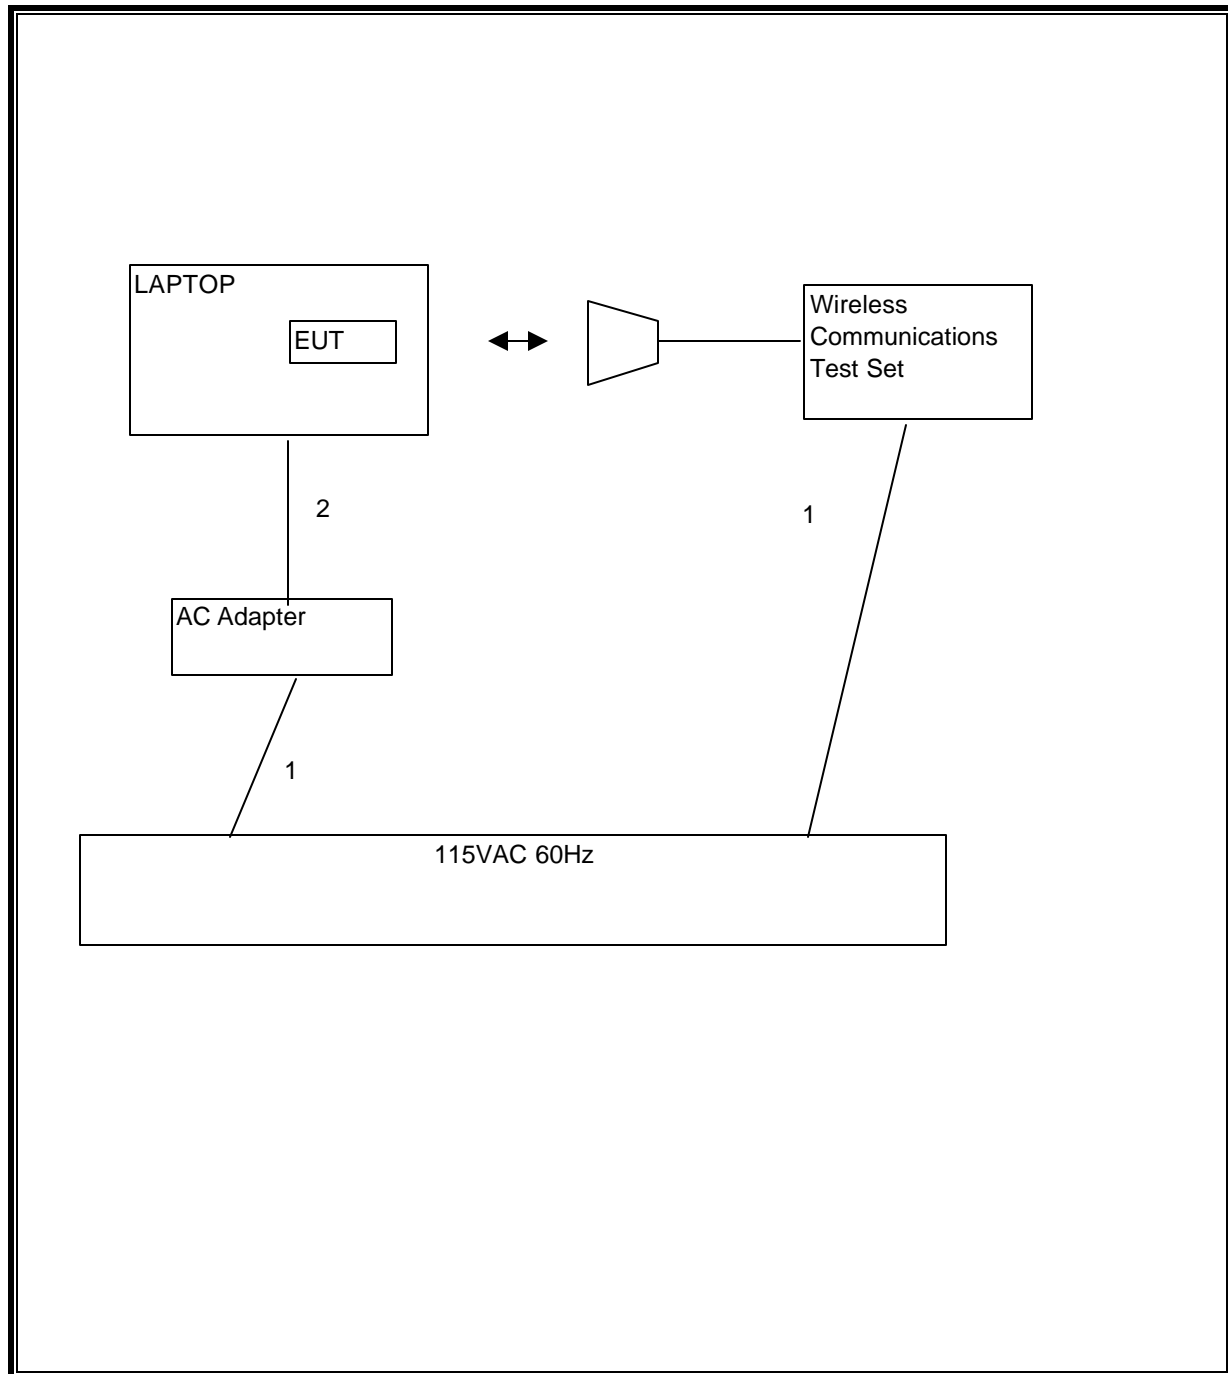 LAPTOP
EUT
Wireless
Communications
Test Set
2
1
AC Adapter
1
115VAC 60Hz